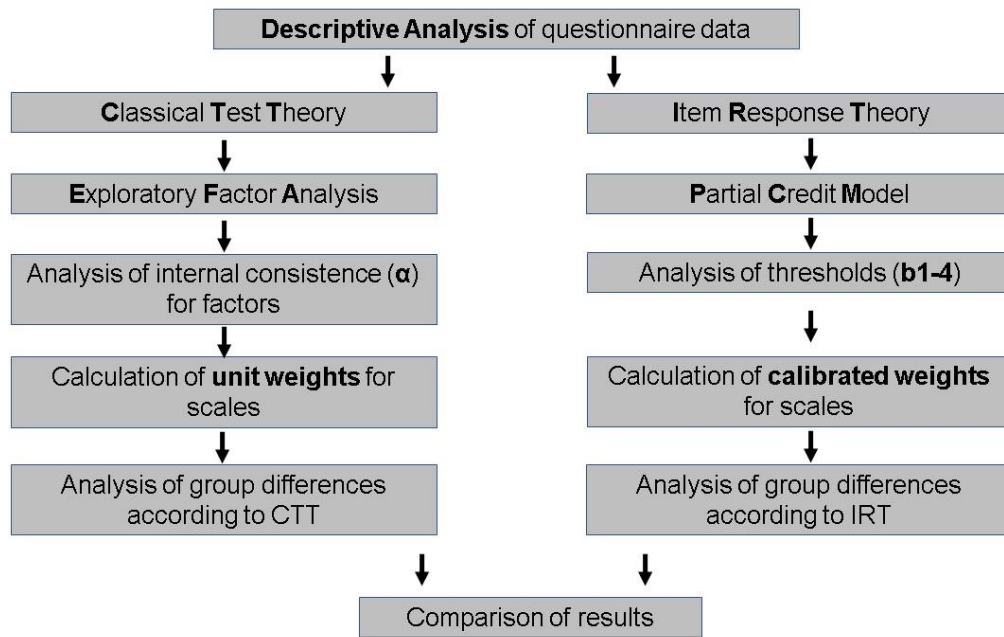 Descriptive Analysis of questionnaire data
Classical Test Theory
Exploratory Factor Analysis
Analysis of internal consistence (α)
for factors
Calculation of unit weights for
scales
Analysis of group differences
according to CTT
Item Response Theory
Partial Credit Model
Analysis of thresholds (b1-4)
Calculation of calibrated weights
for scales
Analysis of group differences
according to IRT
Comparison of results